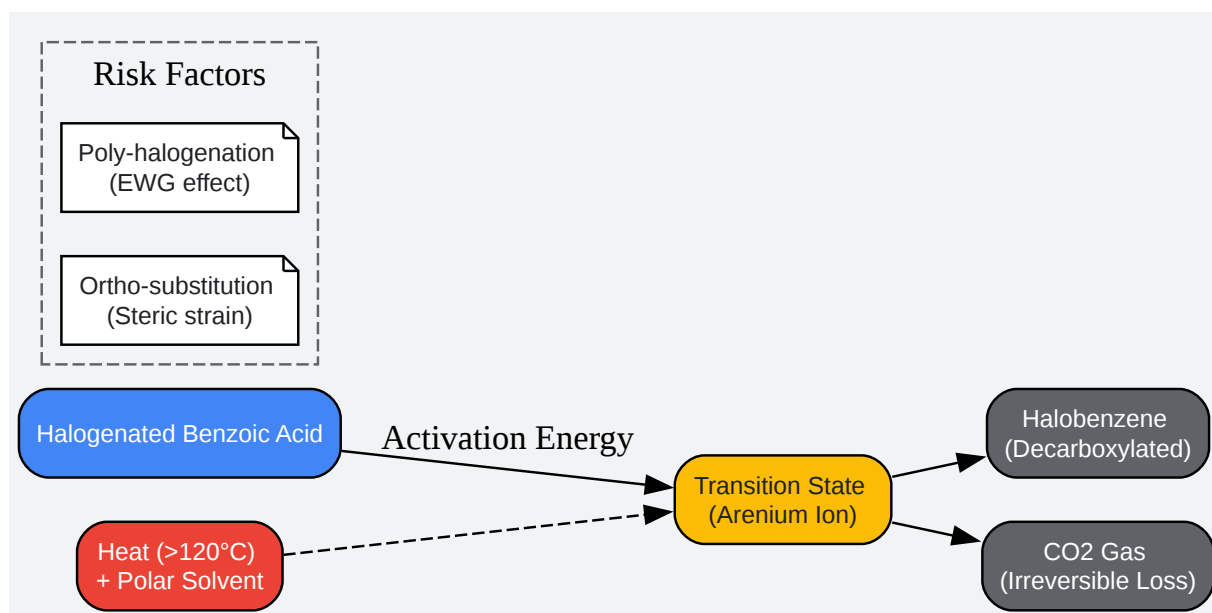 Risk Factors
Poly-halogenation
(EWG effect)
Ortho-substitution
(Steric strain)
Halogenated Benzoic Acid
Activation Energy
Heat (>120°C)
+ Polar Solvent
Transition State
(Arenium Ion)
Halobenzene
(Decarboxylated)
CO2 Gas
(Irreversible Loss)